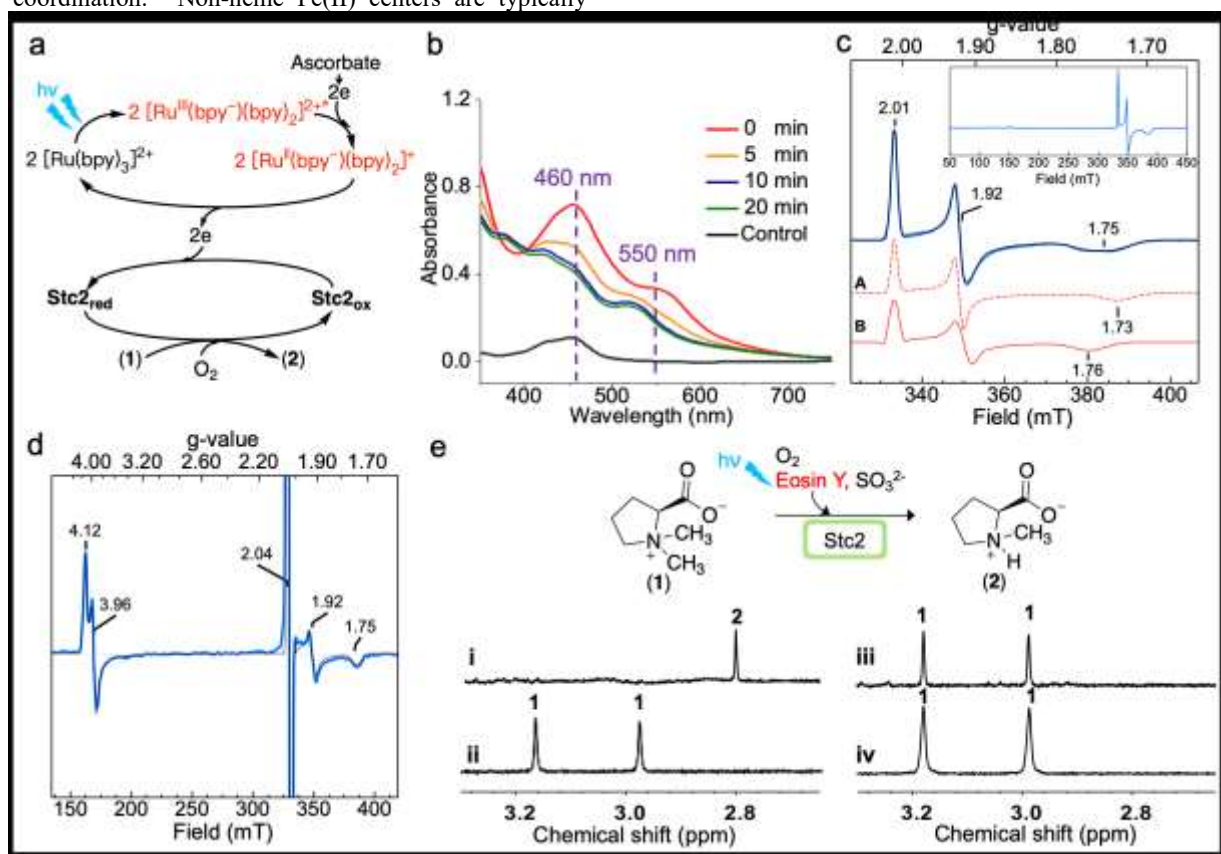 coordination. Non-heme Fe(II) centers are typically
a
Ascorbate
2e
hν
2 [Ruᴵᴵᴵ(bpy⁻)(bpy)₂]²⁺*
2 [Ru(bpy)₃]²⁺
2 [Ruᴵᴵ(bpy⁻)(bpy)₂]⁺
2e
Stc2red
Stc2ox
(1)
O₂
(2)
b
Absorbance
1.2
0.8
0.4
0.0
460 nm
550 nm
0 min
5 min
10 min
20 min
Control
400 500 600 700
Wavelength (nm)
c
g-value
2.00 1.90 1.80 1.70
2.01
50 100 150 200 250 300 350 400 450
Field (mT)
1.92
1.75
A
1.73
B
1.76
340 360 380 400
Field (mT)
d
g-value
4.00 3.20 2.60 2.20 1.90 1.70
4.12
3.96
2.04
1.92
1.75
150 200 250 300 350 400
Field (mT)
e
O
O⁻
N
+
CH₃
CH₃
(1)
hν
O₂
Eosin Y, SO₃²⁻
Stc2
O
O⁻
N
+
CH₃
H
(2)
i
2
ii
1 1
3.2 3.0 2.8
Chemical shift (ppm)
iii
1 1
iv
1 1
3.2 3.0 2.8
Chemical shift (ppm)